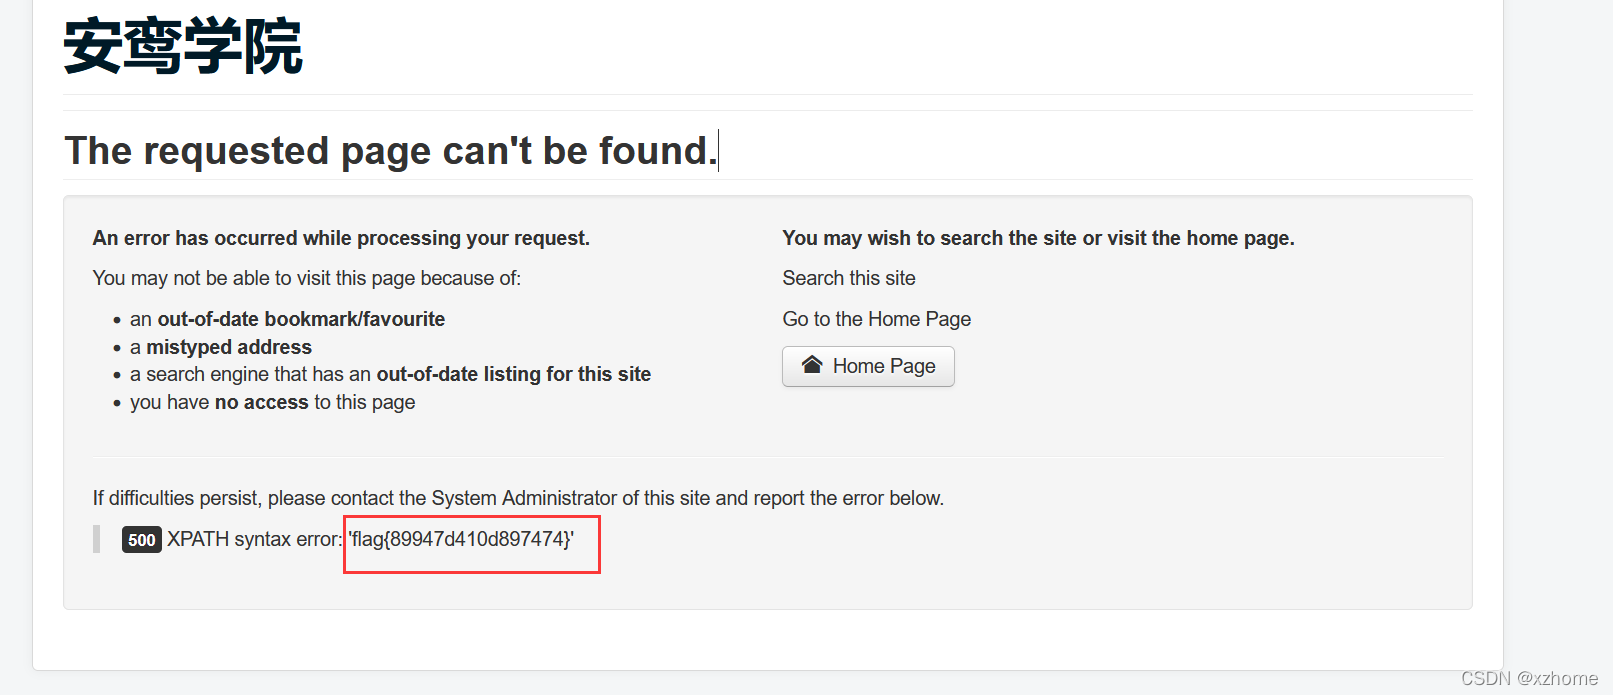 安鸾学院
The requested page can't be found.
An error has occurred while processing your request.
You may not be able to visit this page because of:
an out-of-date bookmark/favourite
a mistyped address
a search engine that has an out-of-date listing for this site
you have no access to this page
You may wish to search the site or visit the home page.
Search this site
Go to the Home Page
Home Page
If difficulties persist, please contact the System Administrator of this site and report the error below.
500 XPATH syntax error: 'flag{89947d410d897474}'
CSDN @xzhome